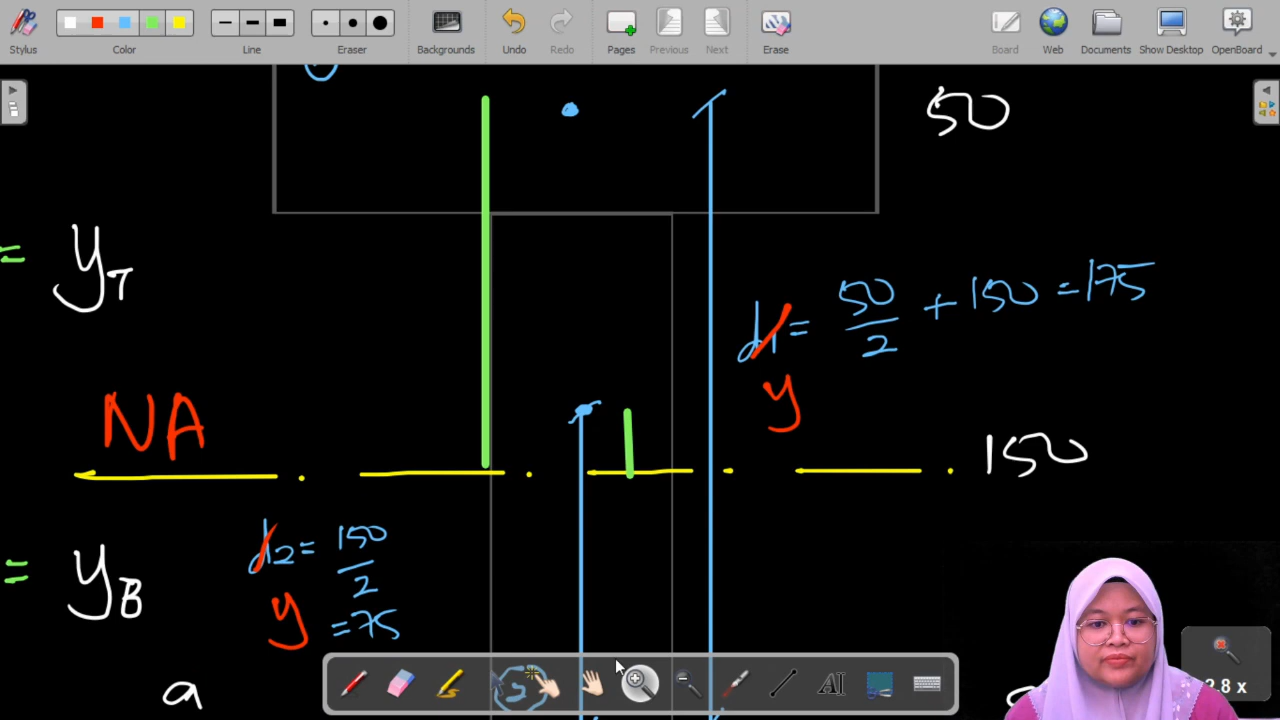 Stylus Color Line Eraser Backgrounds Undo Redo Pages Previous Next Erase Board Web Documents Show Desktop OpenBoard
50
= yT
d1 = 50/2 + 150 = 175
y
NA
150
d2 = 150/2
= yB
y = 75
a
AI
2.8 x